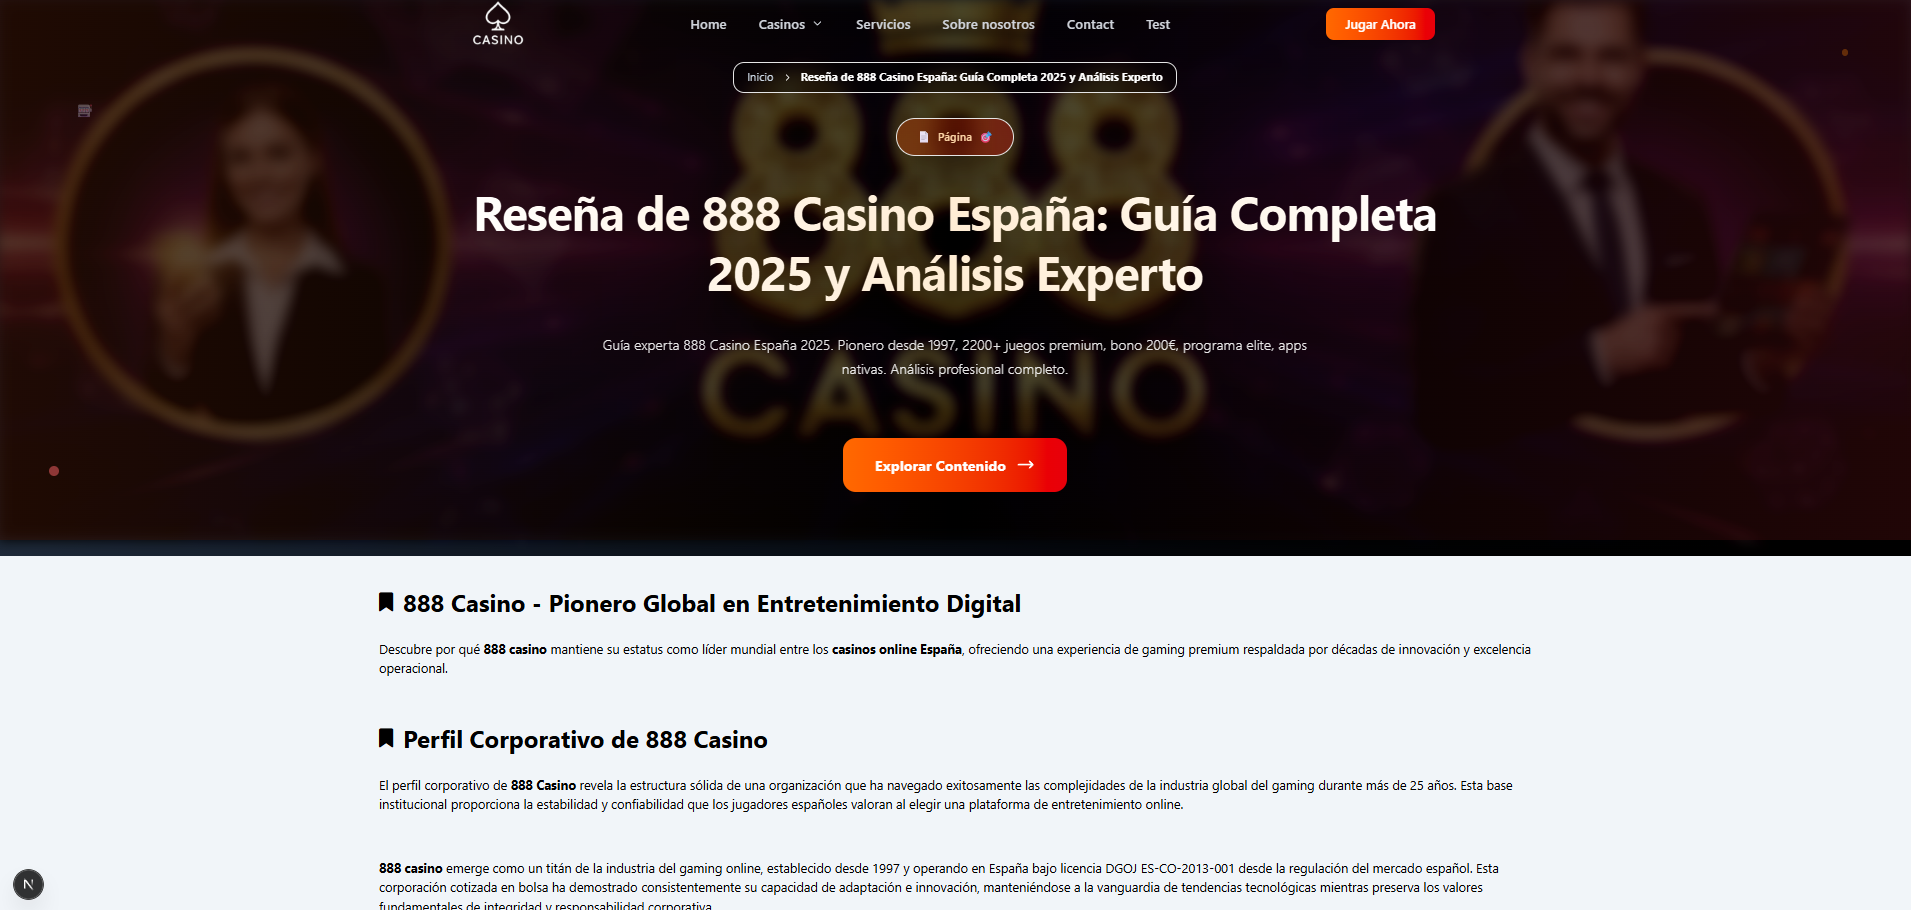 CASINO
Home Casinos Servicios Sobre nosotros Contact Test
Jugar Ahora
Inicio > Reseña de 888 Casino España: Guía Completa 2025 y Análisis Experto
Página
888
CASINO
Reseña de 888 Casino España: Guía Completa
2025 y Análisis Experto
Guía experta 888 Casino España 2025. Pionero desde 1997, 2200+ juegos premium, bono 200€, programa elite, apps
nativas. Análisis profesional completo.
Explorar Contenido →
888 Casino - Pionero Global en Entretenimiento Digital
Descubre por qué 888 casino mantiene su estatus como líder mundial entre los casinos online España, ofreciendo una experiencia de gaming premium respaldada por décadas de innovación y excelencia
operacional.
Perfil Corporativo de 888 Casino
El perfil corporativo de 888 Casino revela la estructura sólida de una organización que ha navegado exitosamente las complejidades de la industria global del gaming durante más de 25 años. Esta base
institucional proporciona la estabilidad y confiabilidad que los jugadores españoles valoran al elegir una plataforma de entretenimiento online.
888 casino emerge como un titán de la industria del gaming online, establecido desde 1997 y operando en España bajo licencia DGOJ ES-CO-2013-001 desde la regulación del mercado español. Esta
corporación cotizada en bolsa ha demostrado consistentemente su capacidad de adaptación e innovación, manteniéndose a la vanguardia de tendencias tecnológicas mientras preserva los valores
fundamentales de integridad y responsabilidad corporativa.
N